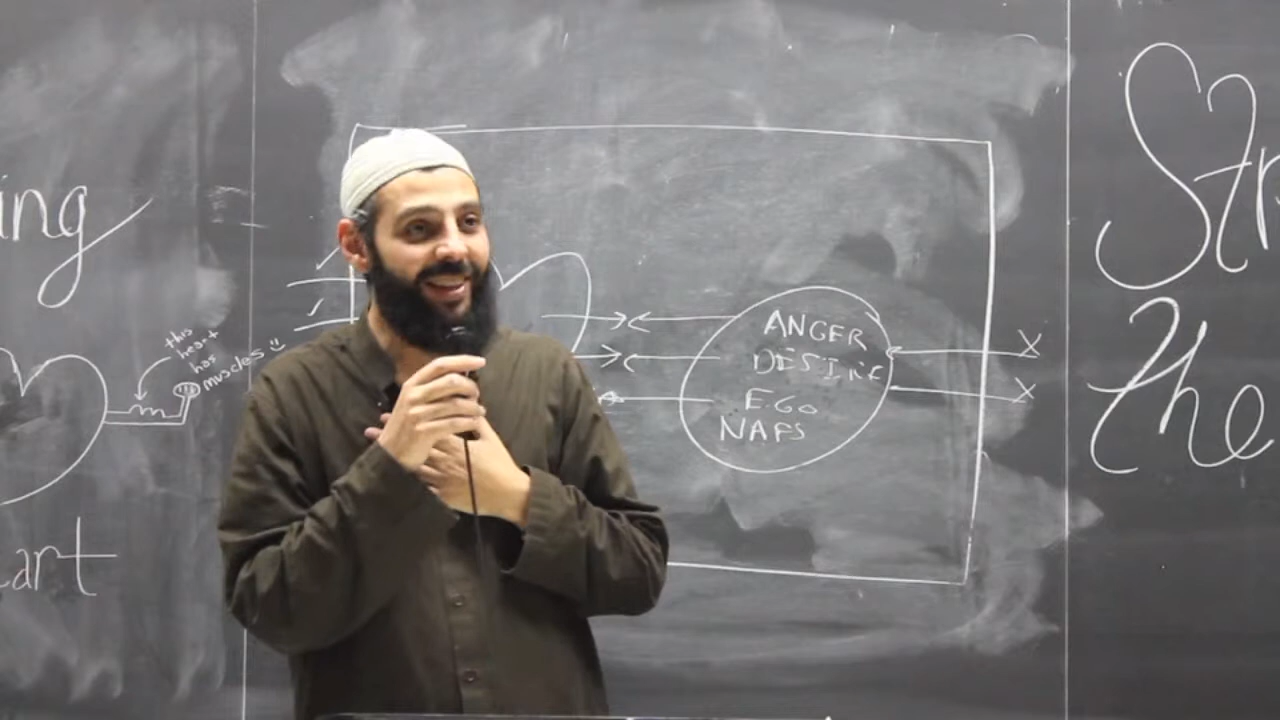 ing
art
this
heart
has
muscles
ANGER
DESIRE
EGO
NAFS
X
X
Str
The